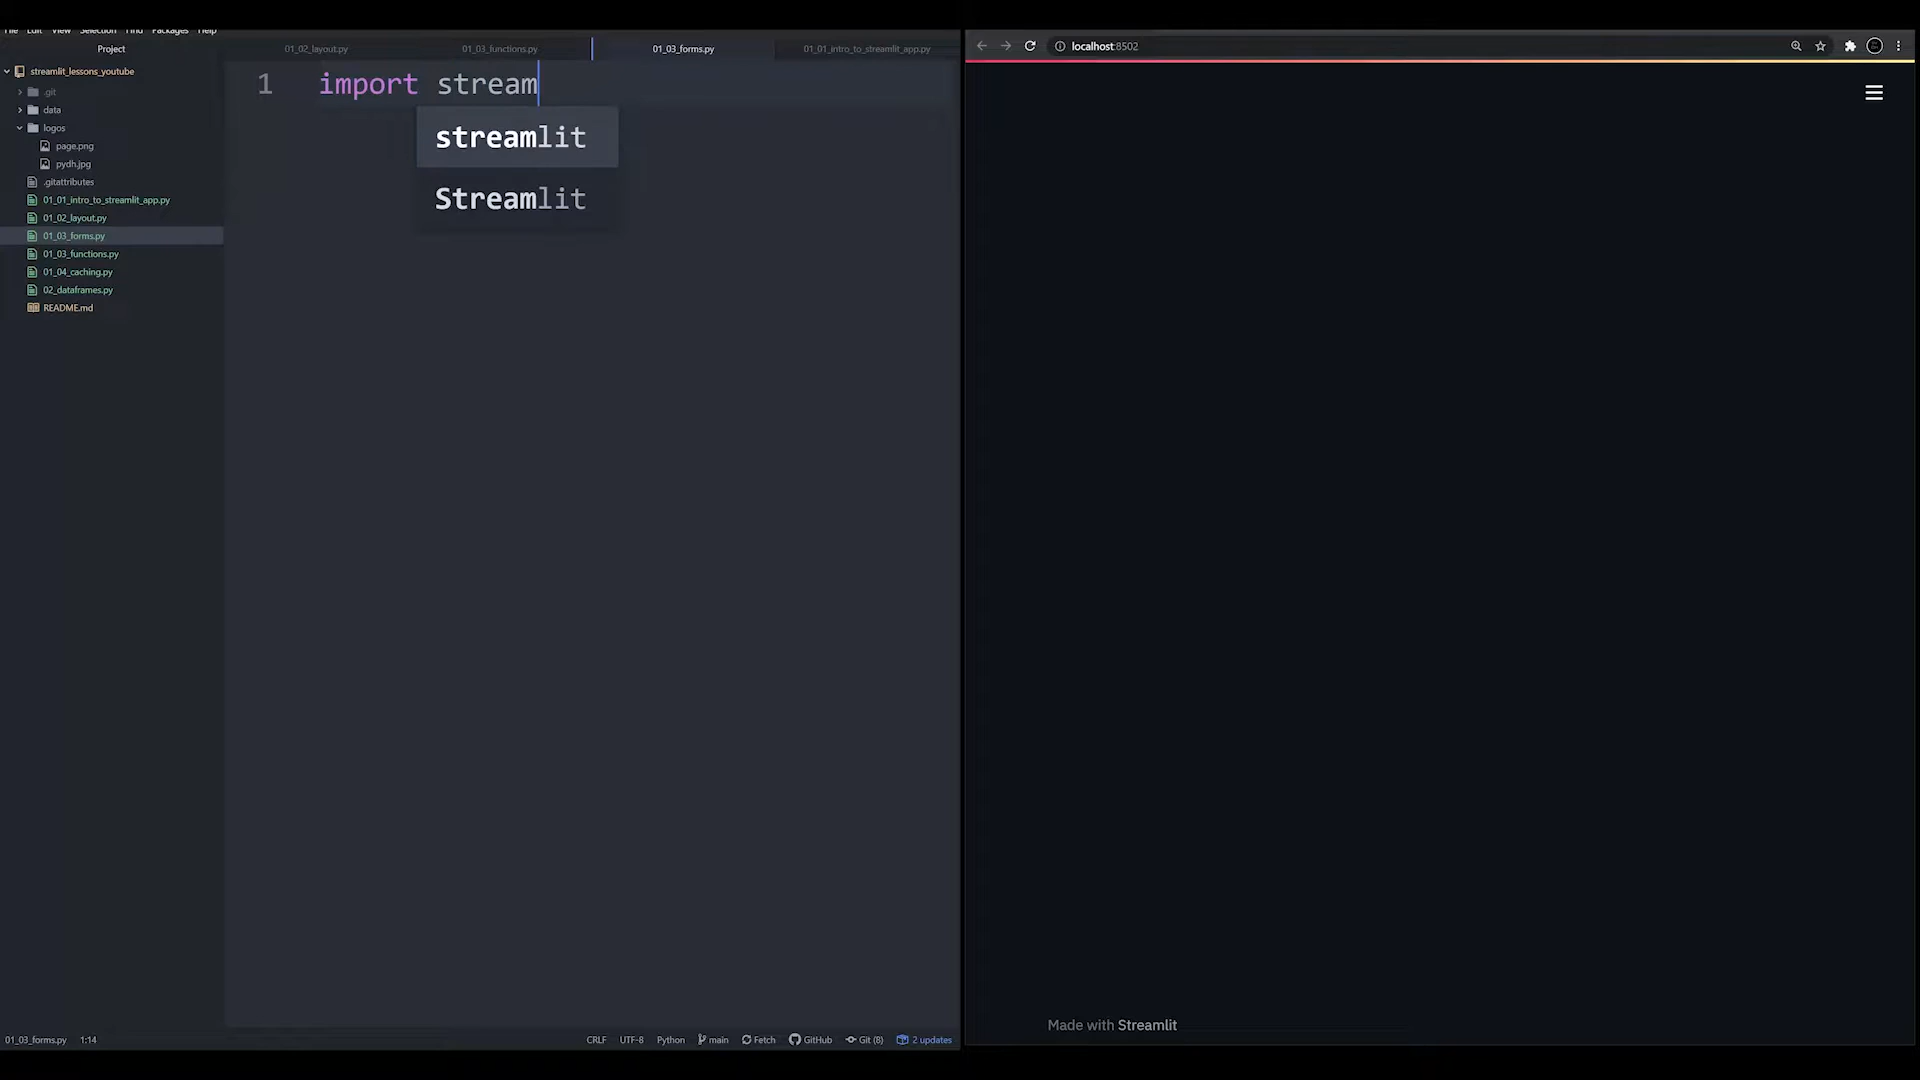 File Edit View Selection Find Packages Help
Project
streamlit_lessons_youtube
.git
data
logos
page.png
pydh.jpg
.gitattributes
01_01_intro_to_streamlit_app.py
01_02_layout.py
01_03_forms.py
01_03_functions.py
01_04_caching.py
02_dataframes.py
README.md
01_02_layout.py 01_03_functions.py 01_03_forms.py 01_01_intro_to_streamlit_app.py
1 import stream
streamlit
Streamlit
01_03_forms.py 1:14 CRLF UTF-8 Python main Fetch GitHub Git (8) 2 updates
localhost:8502
Made with Streamlit